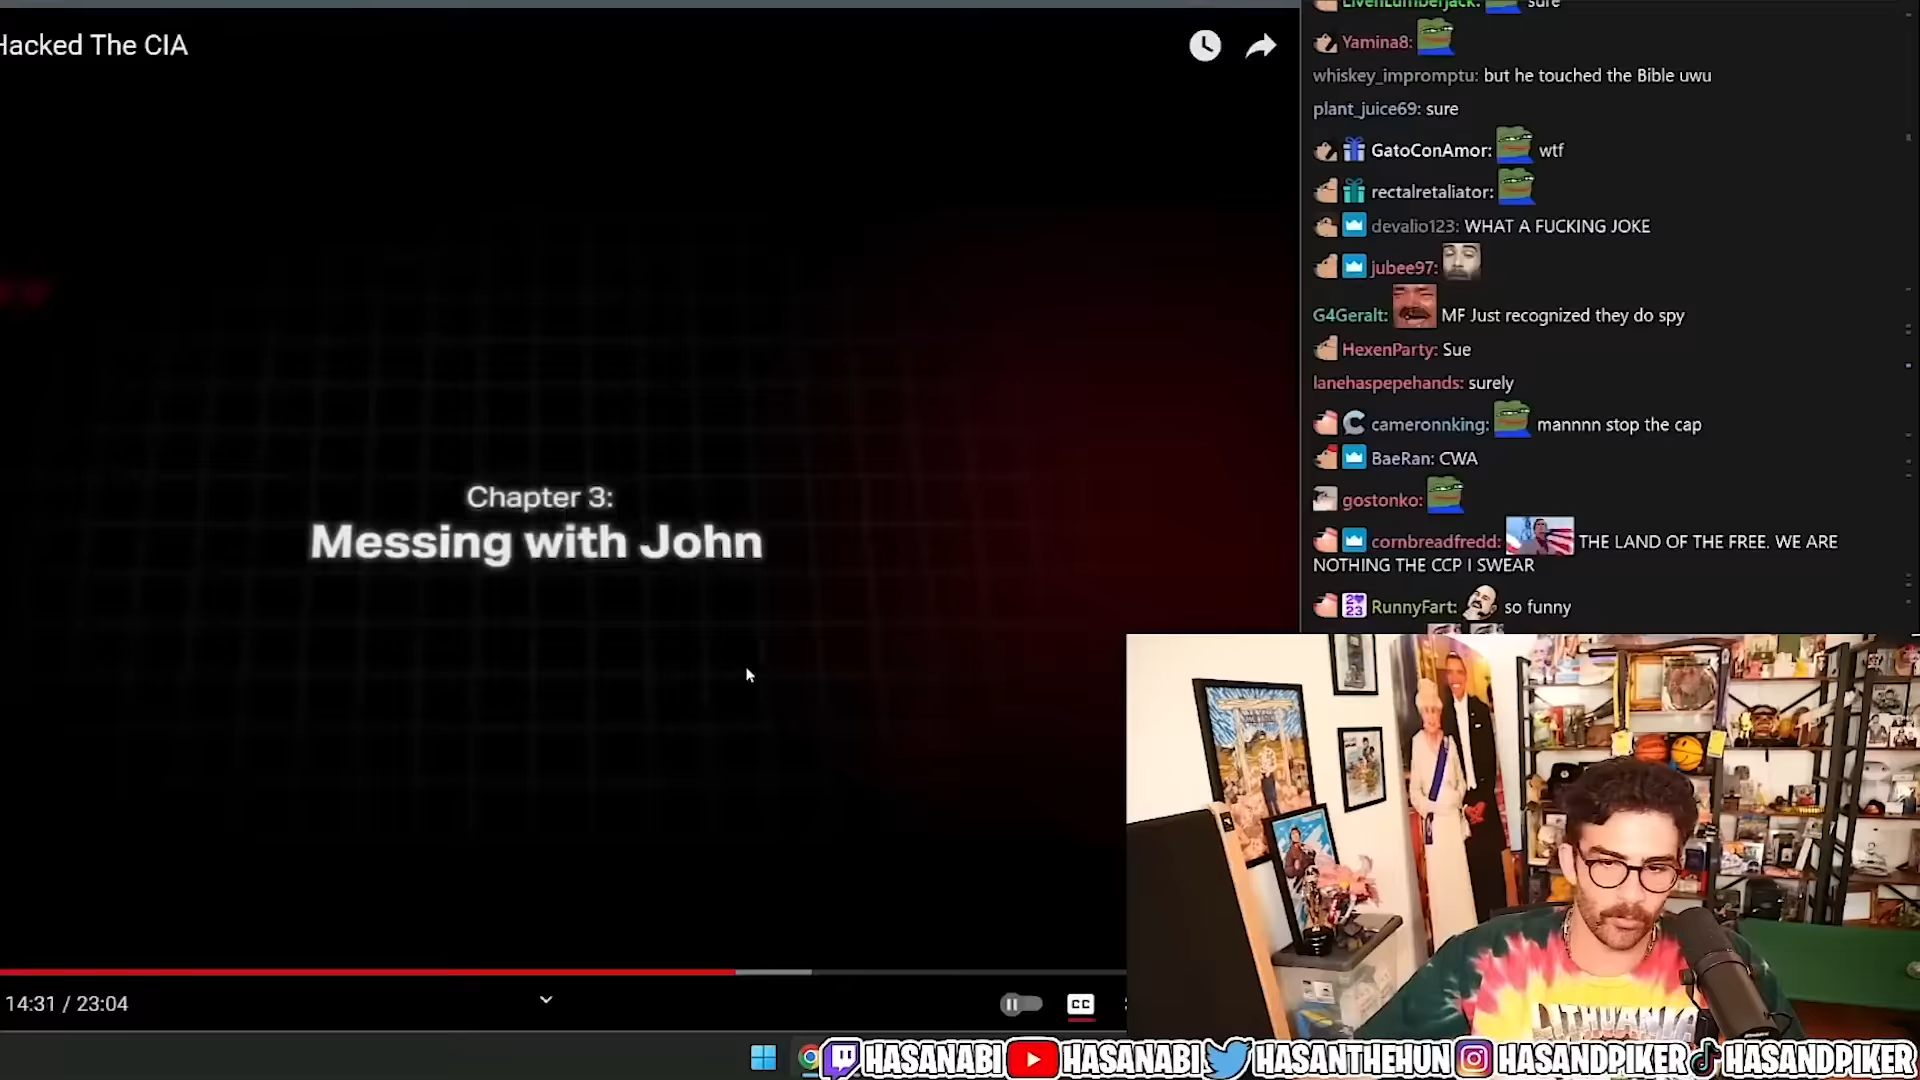 Hacked The CIA
Chapter 3:
Messing with John
14:31 / 23:04
CC
LivenLumberjack: sure
Yamina8:
whiskey_impromptu: but he touched the Bible uwu
plant_juice69: sure
GatoConAmor: wtf
rectalretaliator:
devalio123: WHAT A FUCKING JOKE
jubee97:
G4Geralt: MF Just recognized they do spy
HexenParty: Sue
lanehaspepehands: surely
cameronnking: mannnn stop the cap
BaeRan: CWA
gostonko:
cornbreadfredd: THE LAND OF THE FREE. WE ARE
NOTHING THE CCP I SWEAR
RunnyFart: so funny
LITHUANIA
HASANABI HASANABI HASANTHEHUN HASANDPIKER HASANDPIKER